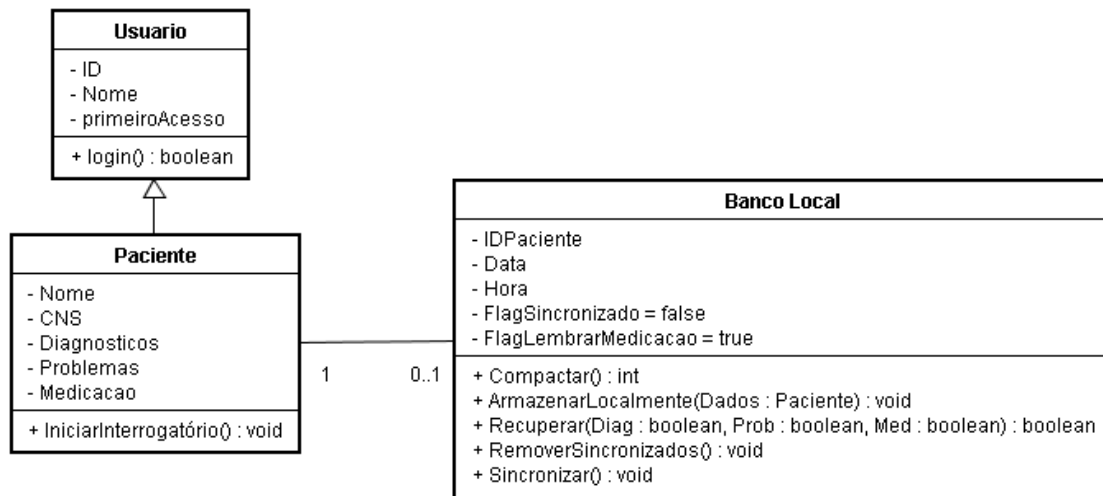 Usuario
- ID
- Nome
- primeiroAcesso
+ login() : boolean
Paciente
- Nome
- CNS
- Diagnosticos
- Problemas
- Medicacao
+ IniciarInterrogatório() : void
1
0..1
Banco Local
- IDPaciente
- Data
- Hora
- FlagSincronizado = false
- FlagLembrarMedicacao = true
+ Compactar() : int
+ ArmazenarLocalmente(Dados : Paciente) : void
+ Recuperar(Diag : boolean, Prob : boolean, Med : boolean) : boolean
+ RemoverSincronizados() : void
+ Sincronizar() : void